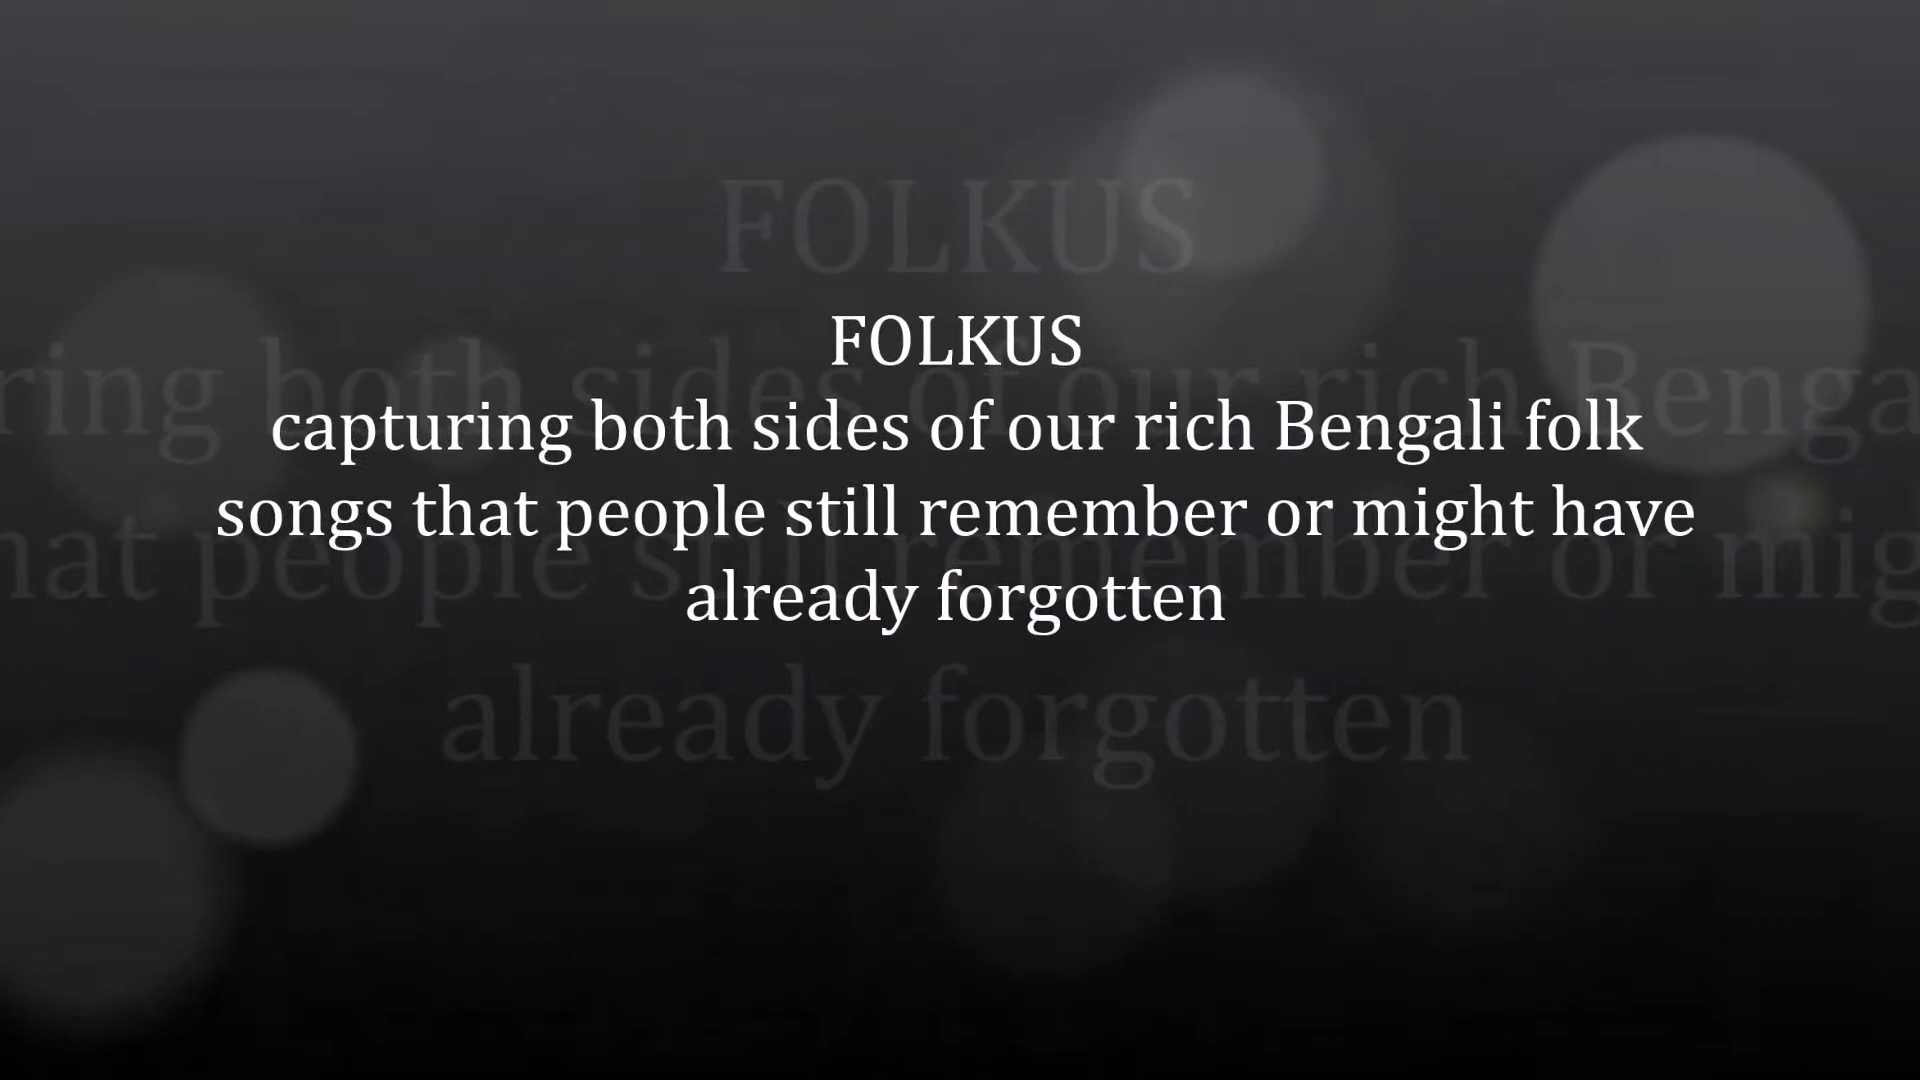 FOLKUS
capturing both sides of our rich Bengali folk
songs that people still remember or might have
already forgotten